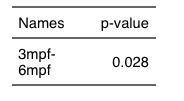 Names p-value
3mpf-
6mpf 0.028